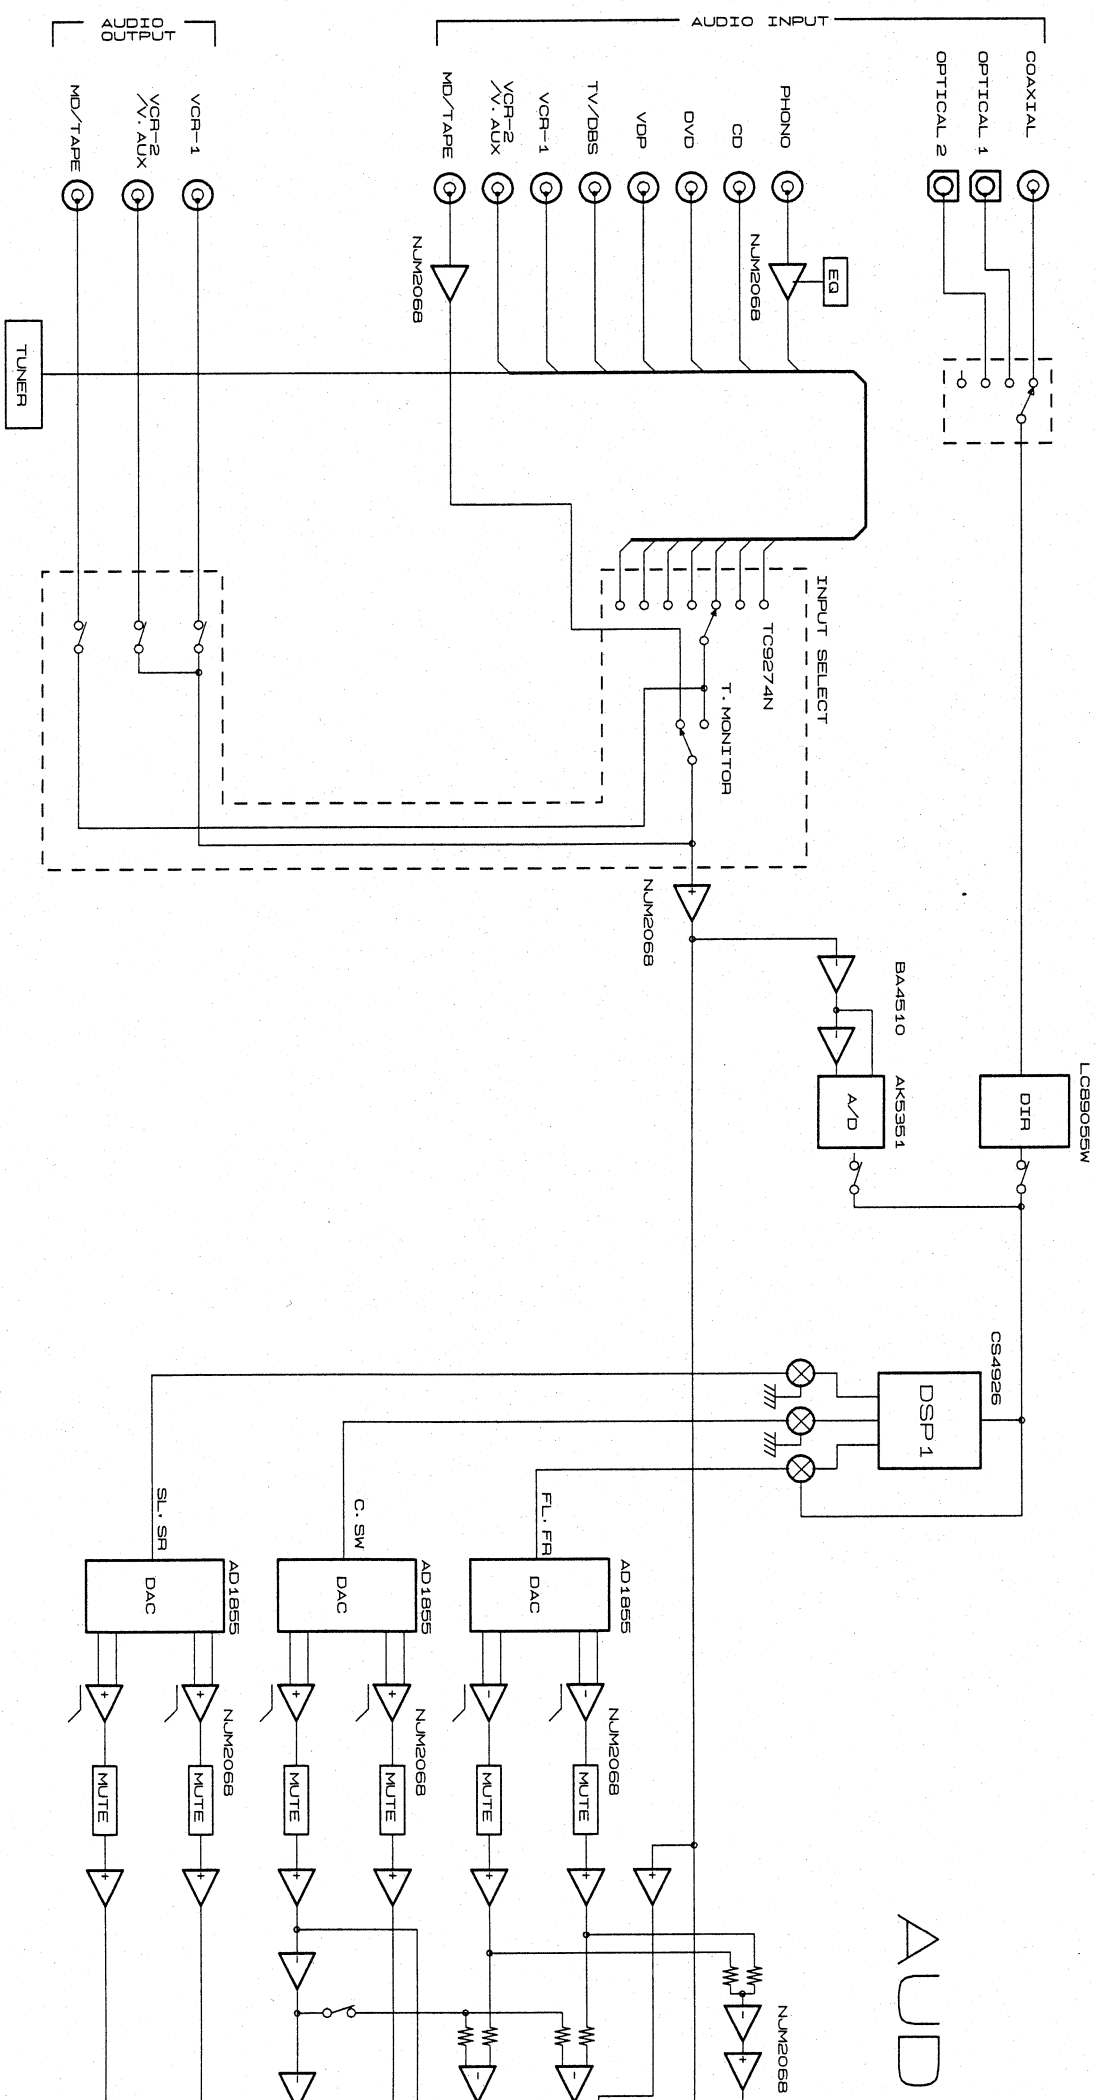 AUDIO
OUTPUT
AUDIO INPUT
MD/TAPE
VCR-2
/V.AUX
VCR-1
MD/TAPE
VCR-2
/V.AUX
VCR-1
TV/DBS
VDP
DVD
CD
PHONO
OPTICAL 2
OPTICAL 1
COAXIAL
NJM2068
NJM2068
EQ
TUNER
INPUT SELECT
TC9274N
T.MONITOR
NJM2068
BA4510
AK5351
A/D
LC89055W
DIR
CS4926
DSP1
SL.SR
C.SW
FL.FR
AD1855
DAC
AD1855
DAC
AD1855
DAC
NJM2068
NJM2068
NJM2068
MUTE
MUTE
MUTE
MUTE
MUTE
MUTE
NJM2068
AUD